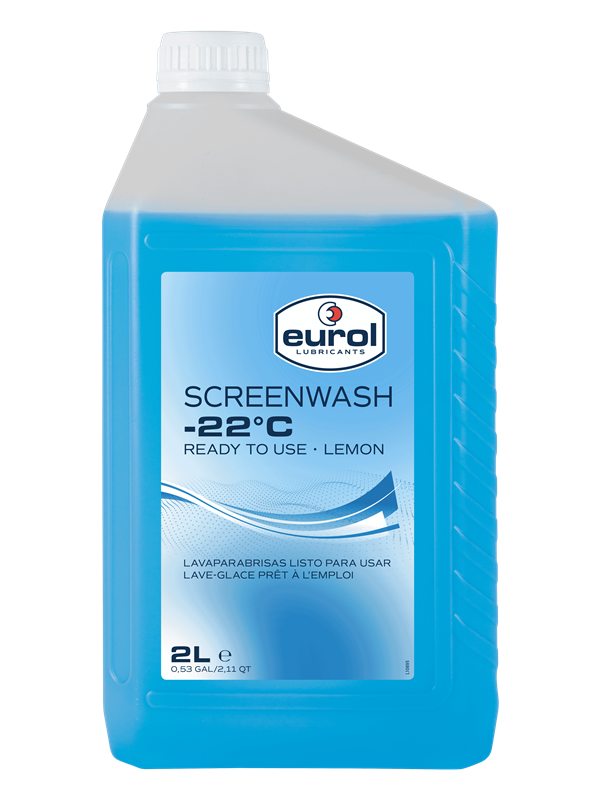 eurol
LUBRICANTS
SCREENWASH
-22°C
READY TO USE • LEMON
LAVAPARABRISAS LISTO PARA USAR
LAVE-GLACE PRÊT À L'EMPLOI
2L ℮
0,53 GAL/2,11 QT